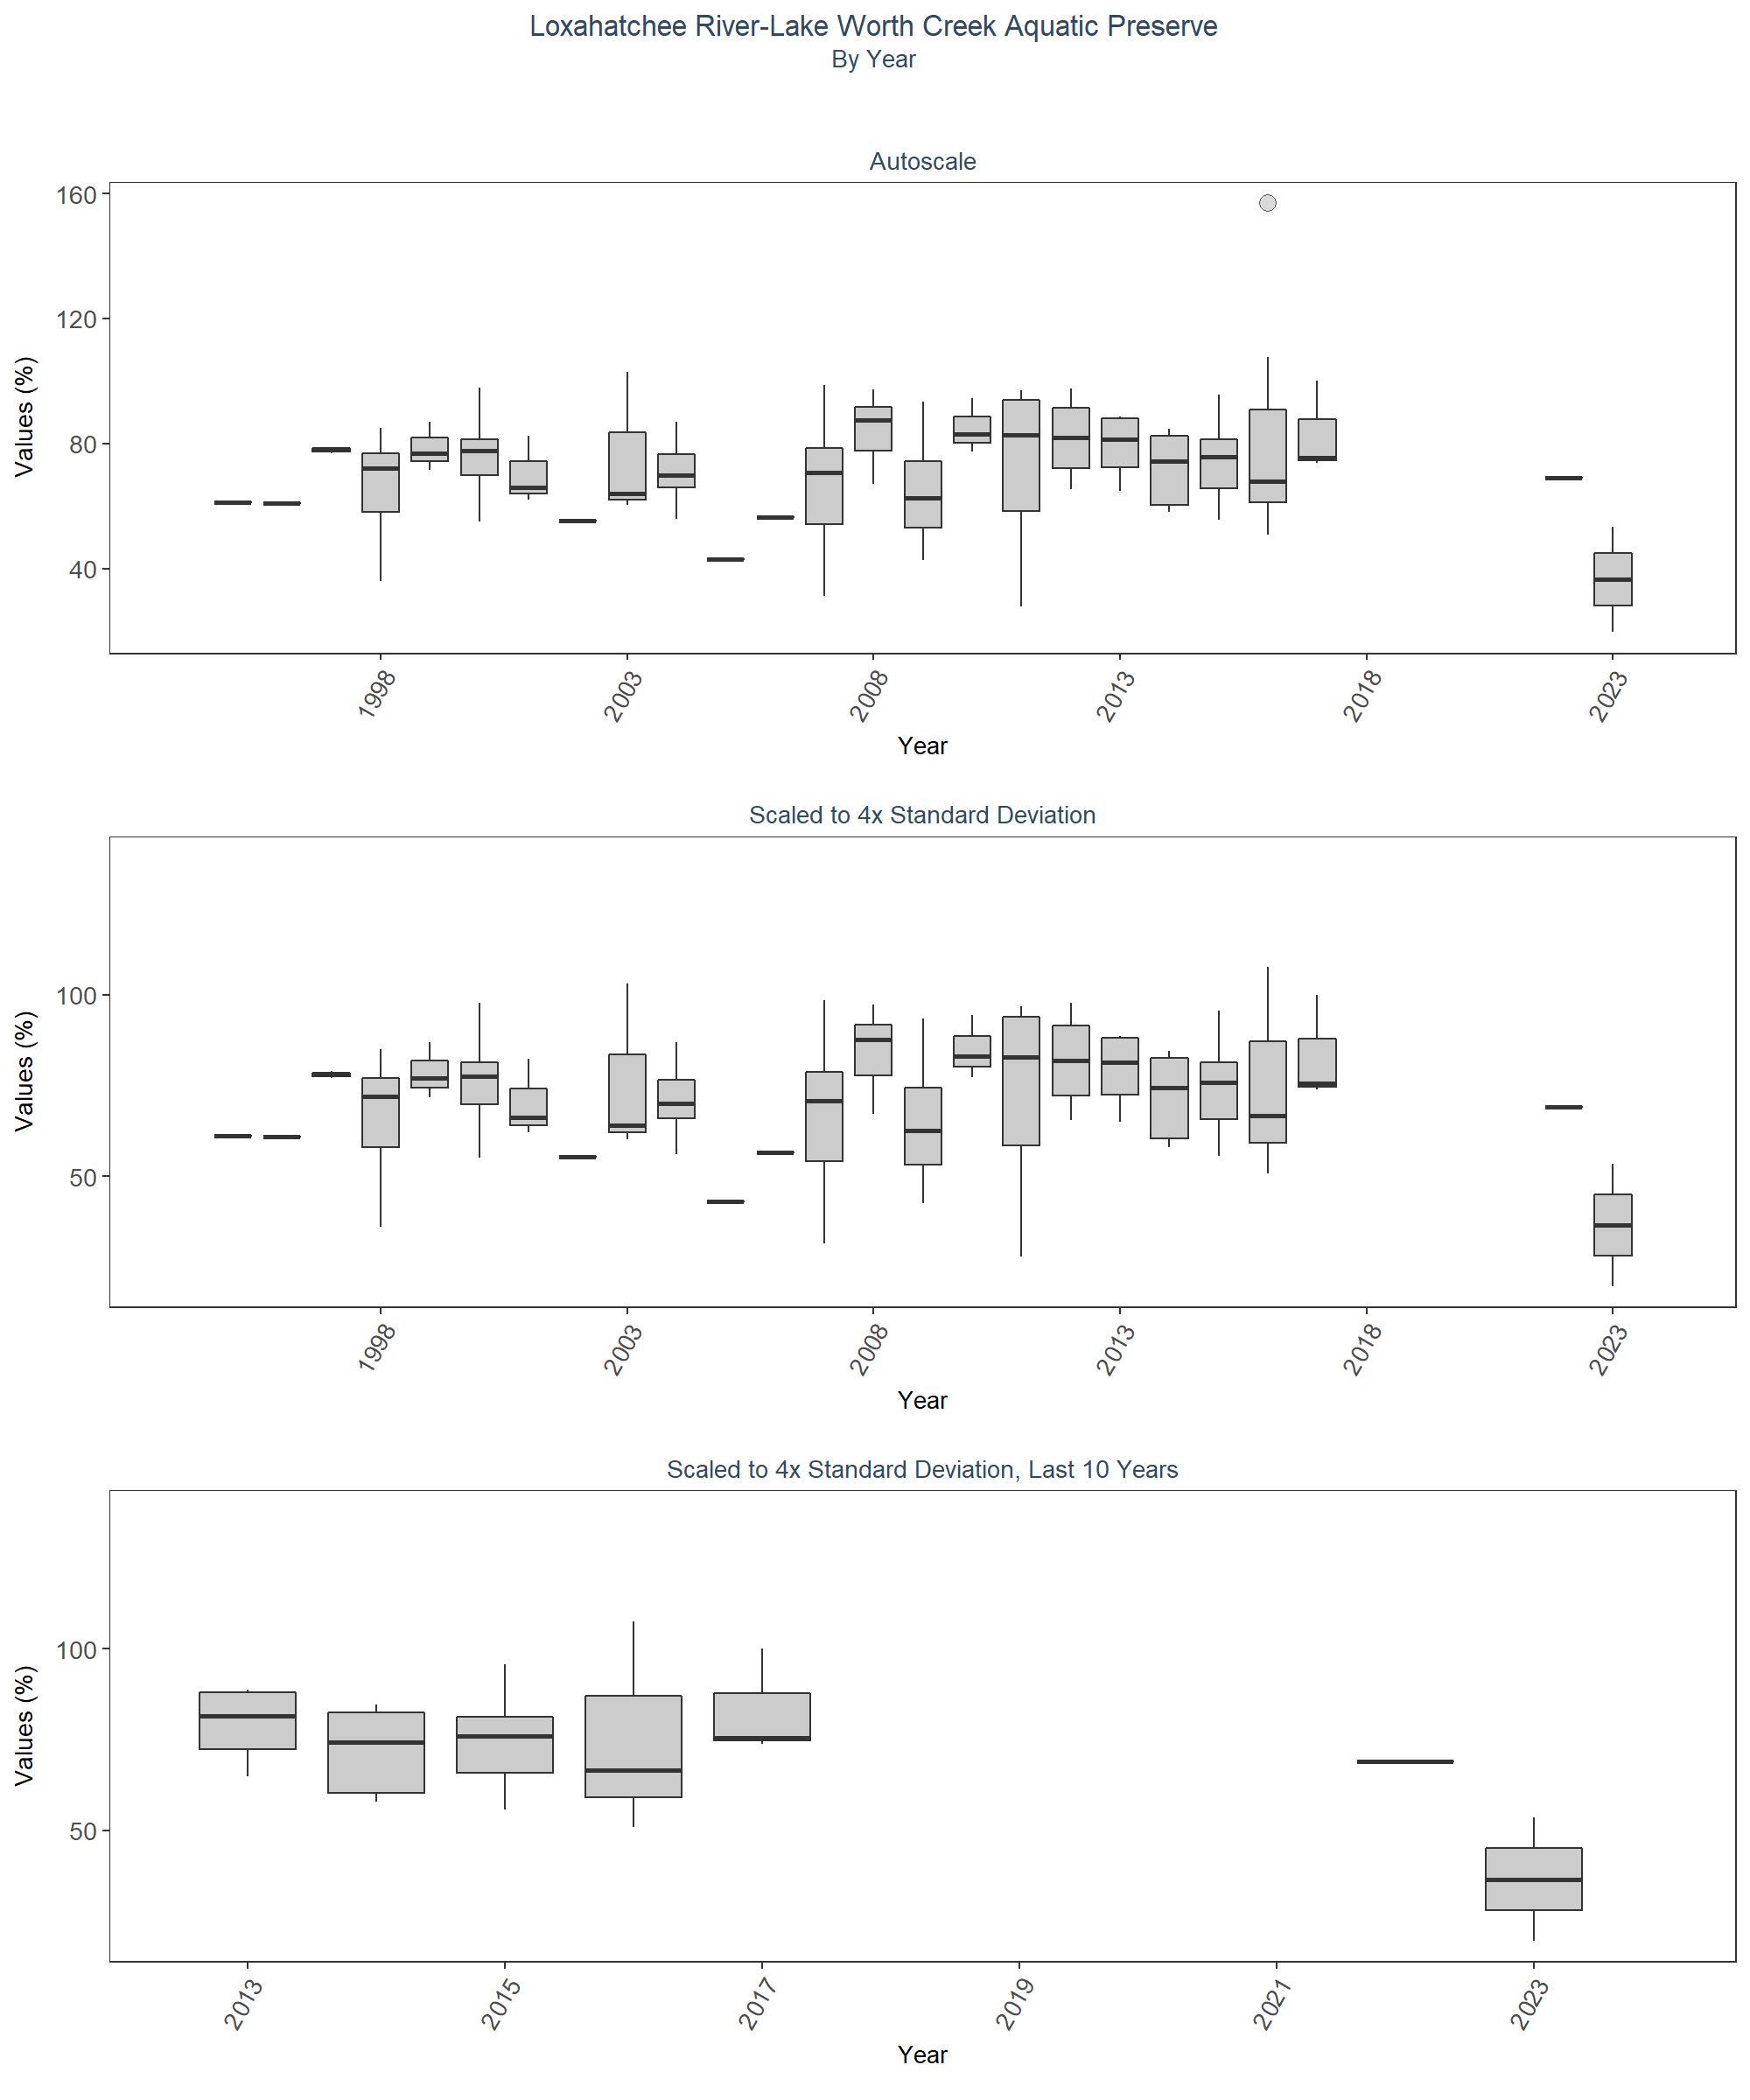 Loxahatchee River-Lake Worth Creek Aquatic Preserve
By Year
Autoscale
Values (%)
160
120
80
40
1998
2003
2008
2013
2018
2023
Year
Scaled to 4x Standard Deviation
Values (%)
100
50
1998
2003
2008
2013
2018
2023
Year
Scaled to 4x Standard Deviation, Last 10 Years
Values (%)
100
50
2013
2015
2017
2019
2021
2023
Year